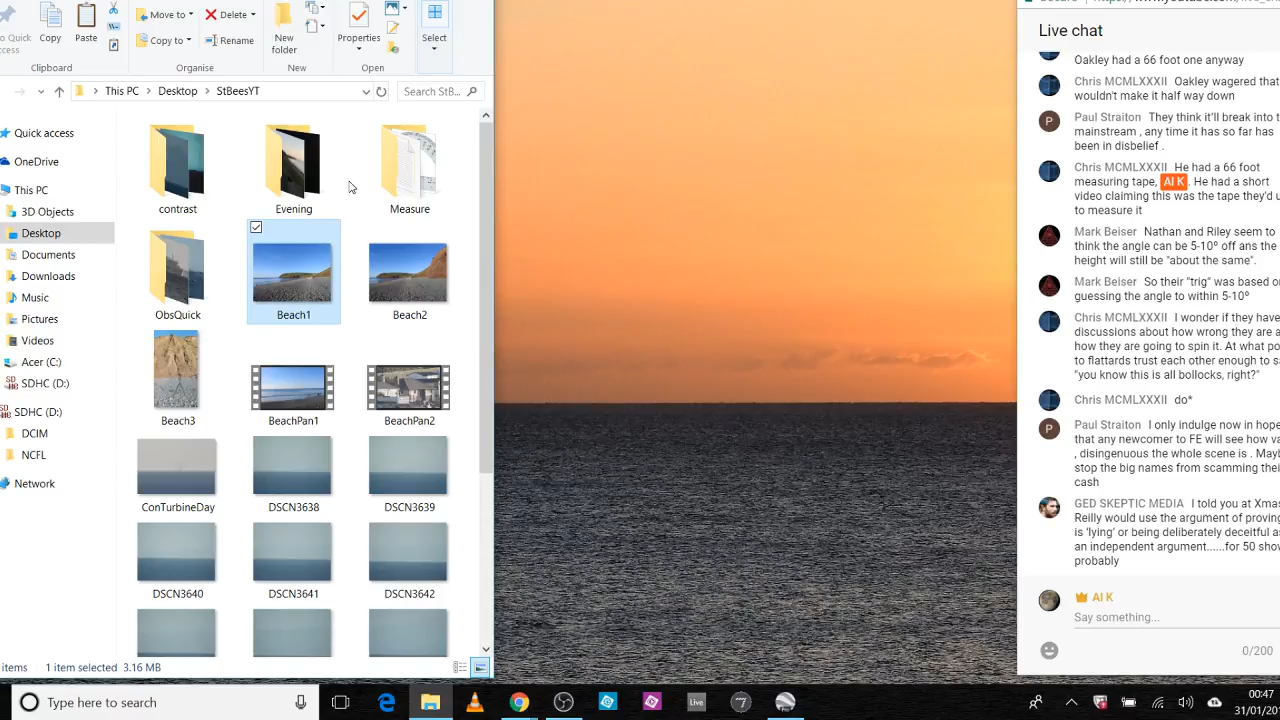 Move to
Delete
Copy to
Rename
Quick
Access
Copy
Paste
New
folder
Properties
Select
Clipboard
Organise
New
Open
This PC
Desktop
StBeesYT
Search StB...
Quick access
OneDrive
This PC
3D Objects
Desktop
Documents
Downloads
Music
Pictures
Videos
Acer (C:)
SDHC (D:)
SDHC (D:)
DCIM
NCFL
Network
contrast
Evening
Measure
ObsQuick
Beach1
Beach2
Beach3
BeachPan1
BeachPan2
ConTurbineDay
DSCN3638
DSCN3639
DSCN3640
DSCN3641
DSCN3642
items
1 item selected 3.16 MB
Live chat
Oakley had a 66 foot one anyway
Chris MCMLXXXII Oakley wagered that
wouldn't make it half way down
Paul Straiton They think it'll break into t
mainstream , any time it has so far has
been in disbelief .
Chris MCMLXXXII He had a 66 foot
measuring tape, Al K. He had a short
video claiming this was the tape they'd u
to measure it
Mark Beiser Nathan and Riley seem to
think the angle can be 5-10º off ans the
height will still be "about the same".
Mark Beiser So their "trig" was based o
guessing the angle to within 5-10º
Chris MCMLXXXII I wonder if they have
discussions about how wrong they are a
how they are going to spin it. At what po
to flattards trust each other enough to sa
"you know this is all bollocks, right?"
Chris MCMLXXXII do*
Paul Straiton I only indulge now in hope
that any newcomer to FE will see how va
, disingenuous the whole scene is . Mayb
stop the big names from scamming thei
cash
GED SKEPTIC MEDIA I told you at Xmas
Reilly would use the argument of proving
is 'lying' or being deliberately deceitful as
an independent argument......for 50 show
probably
Al K
Say something...
0/200
Type here to search
Live
00:47
31/01/20